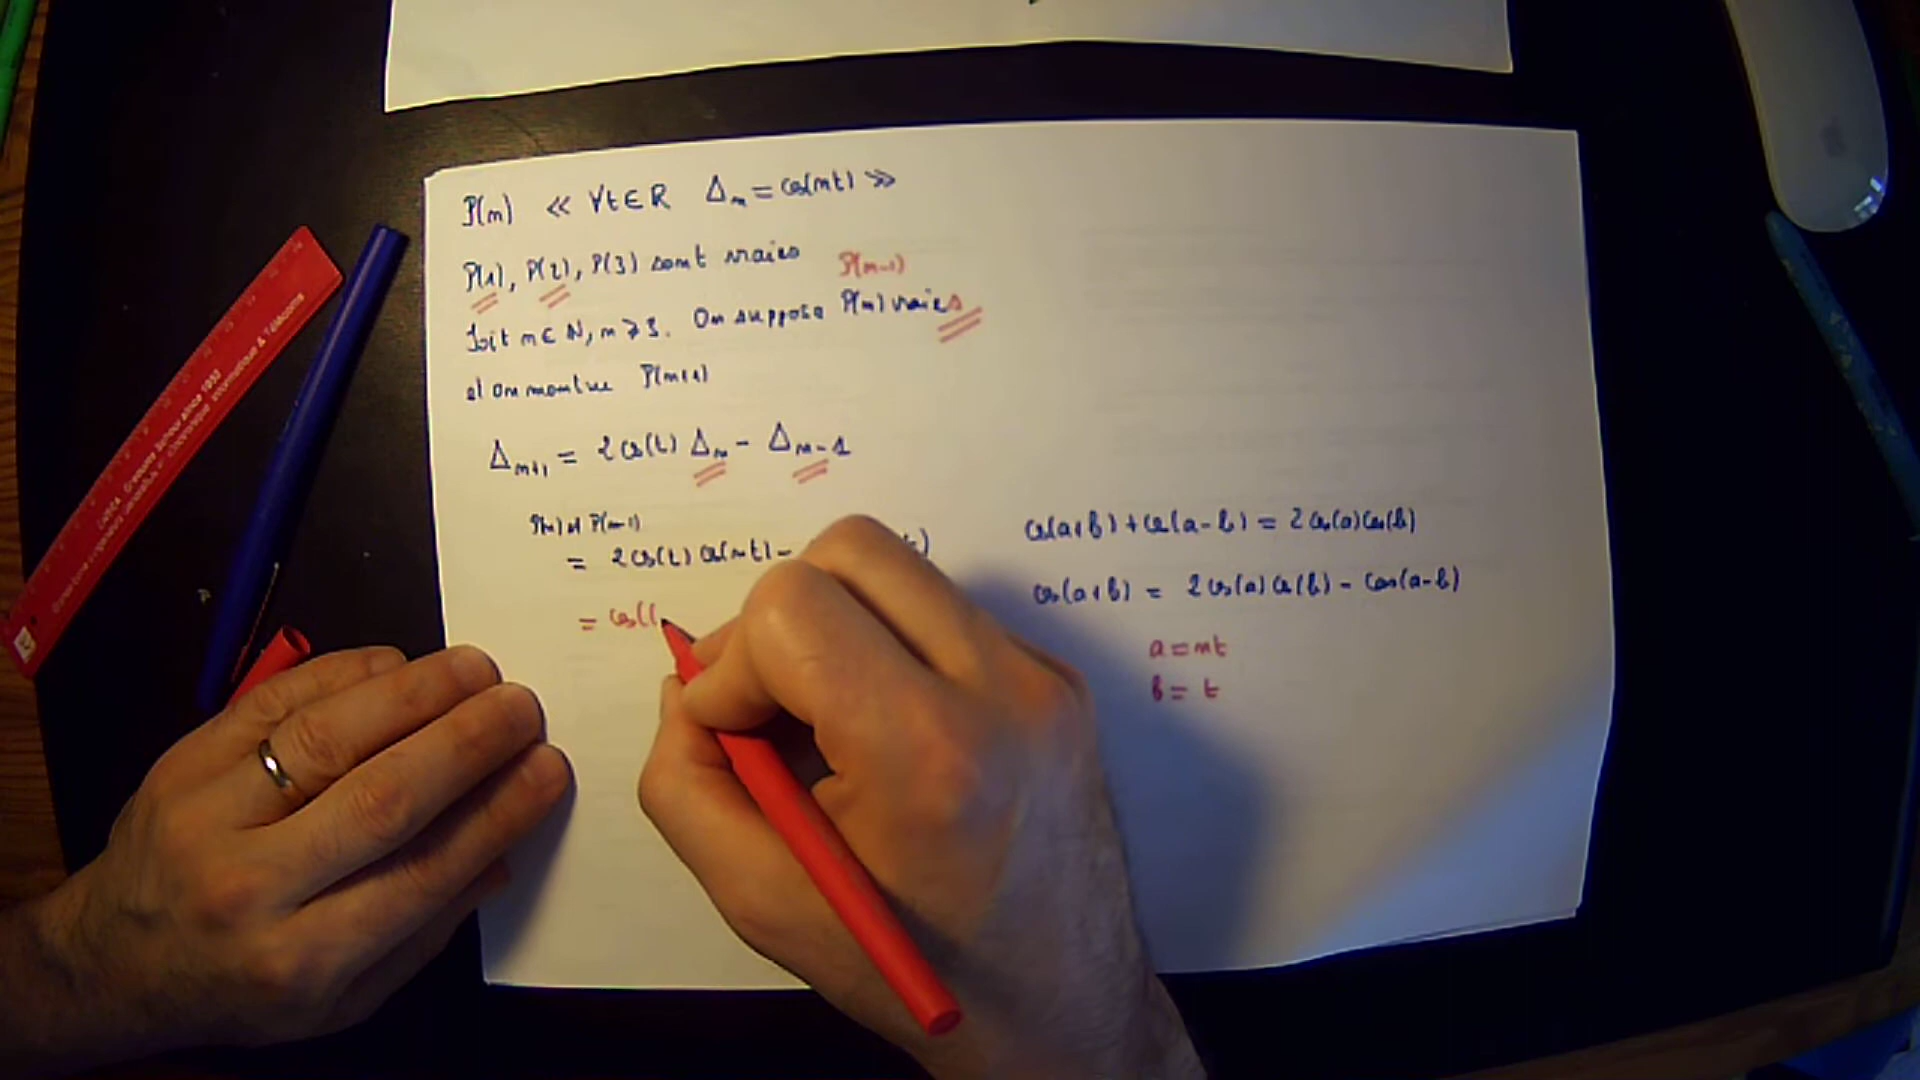 P(n) « ∀t∈ℝ Δₙ = cos(nt) »
P(1), P(2), P(3) sont vraies
P(n-1)
Soit n∈ℕ, n⩾3. On suppose P(n) vraies
et on montre P(n+1)
Δₙ₊₁ = 2cos(t) Δₙ - Δₙ₋₁
P(n) et P(n-1)
= 2cos(t) cos(nt) -
= cos((
cos(a+b) + cos(a-b) = 2cos(a)cos(b)
cos(a+b) = 2cos(a)cos(b) - cos(a-b)
a = nt
b = t